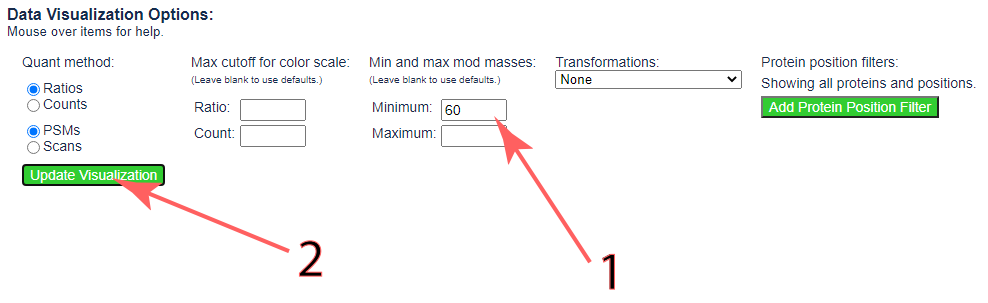 Data Visualization Options:
Mouse over items for help.
Quant method:
Ratios
Counts
PSMs
Scans
Update Visualization
Max cutoff for color scale:
(Leave blank to use defaults.)
Ratio:
Count:
Min and max mod masses:
(Leave blank to use defaults.)
Minimum: 60
Maximum:
Transformations:
None
Protein position filters:
Showing all proteins and positions.
Add Protein Position Filter
2
1